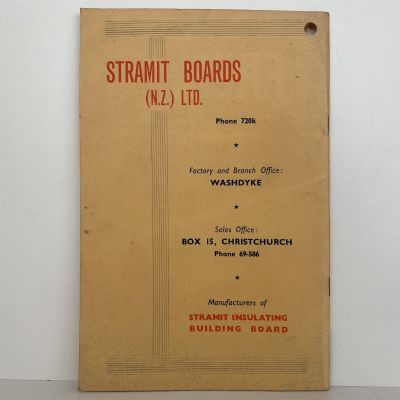 STRAMIT BOARDS
(N.Z.) LTD.
Phone 720k
★
Factory and Branch Office:
WASHDYKE
★
Sales Office:
BOX 15, CHRISTCHURCH
Phone 69-586
★
Manufacturers of
STRAMIT INSULATING
BUILDING BOARD